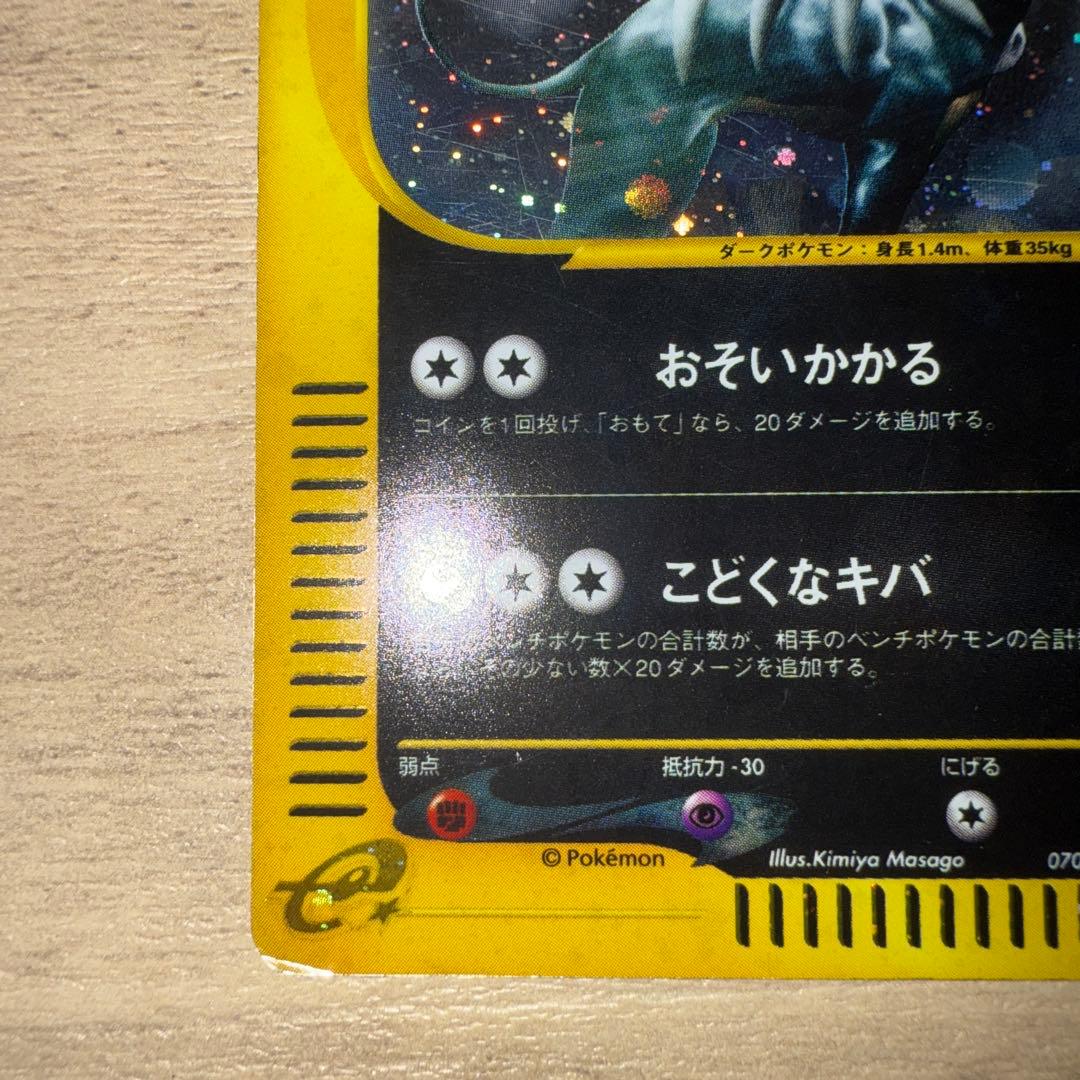 ダークポケモン：身長1.4m、体重35kg
おそいかかる
コインを1回投げ、「おもて」なら、20ダメージを追加する。
こどくなキバ
ベンチポケモンの合計数が、相手のベンチポケモンの合計
その少ない数×20ダメージを追加する。
弱点 抵抗力-30 にげる
© Pokémon Illus.Kimiya Masago 070
e